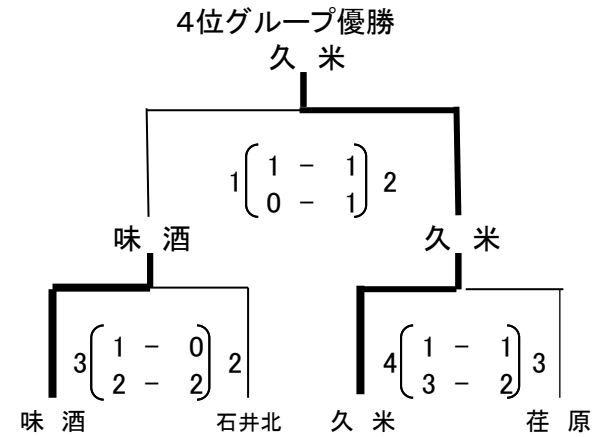 4位グループ優勝
久 米
1 1 - 1 2
0 - 1
味 酒 久 米
3 1 - 0 2 4 1 - 1 3
2 - 2 3 - 2
味 酒 石井北 久 米 荏 原